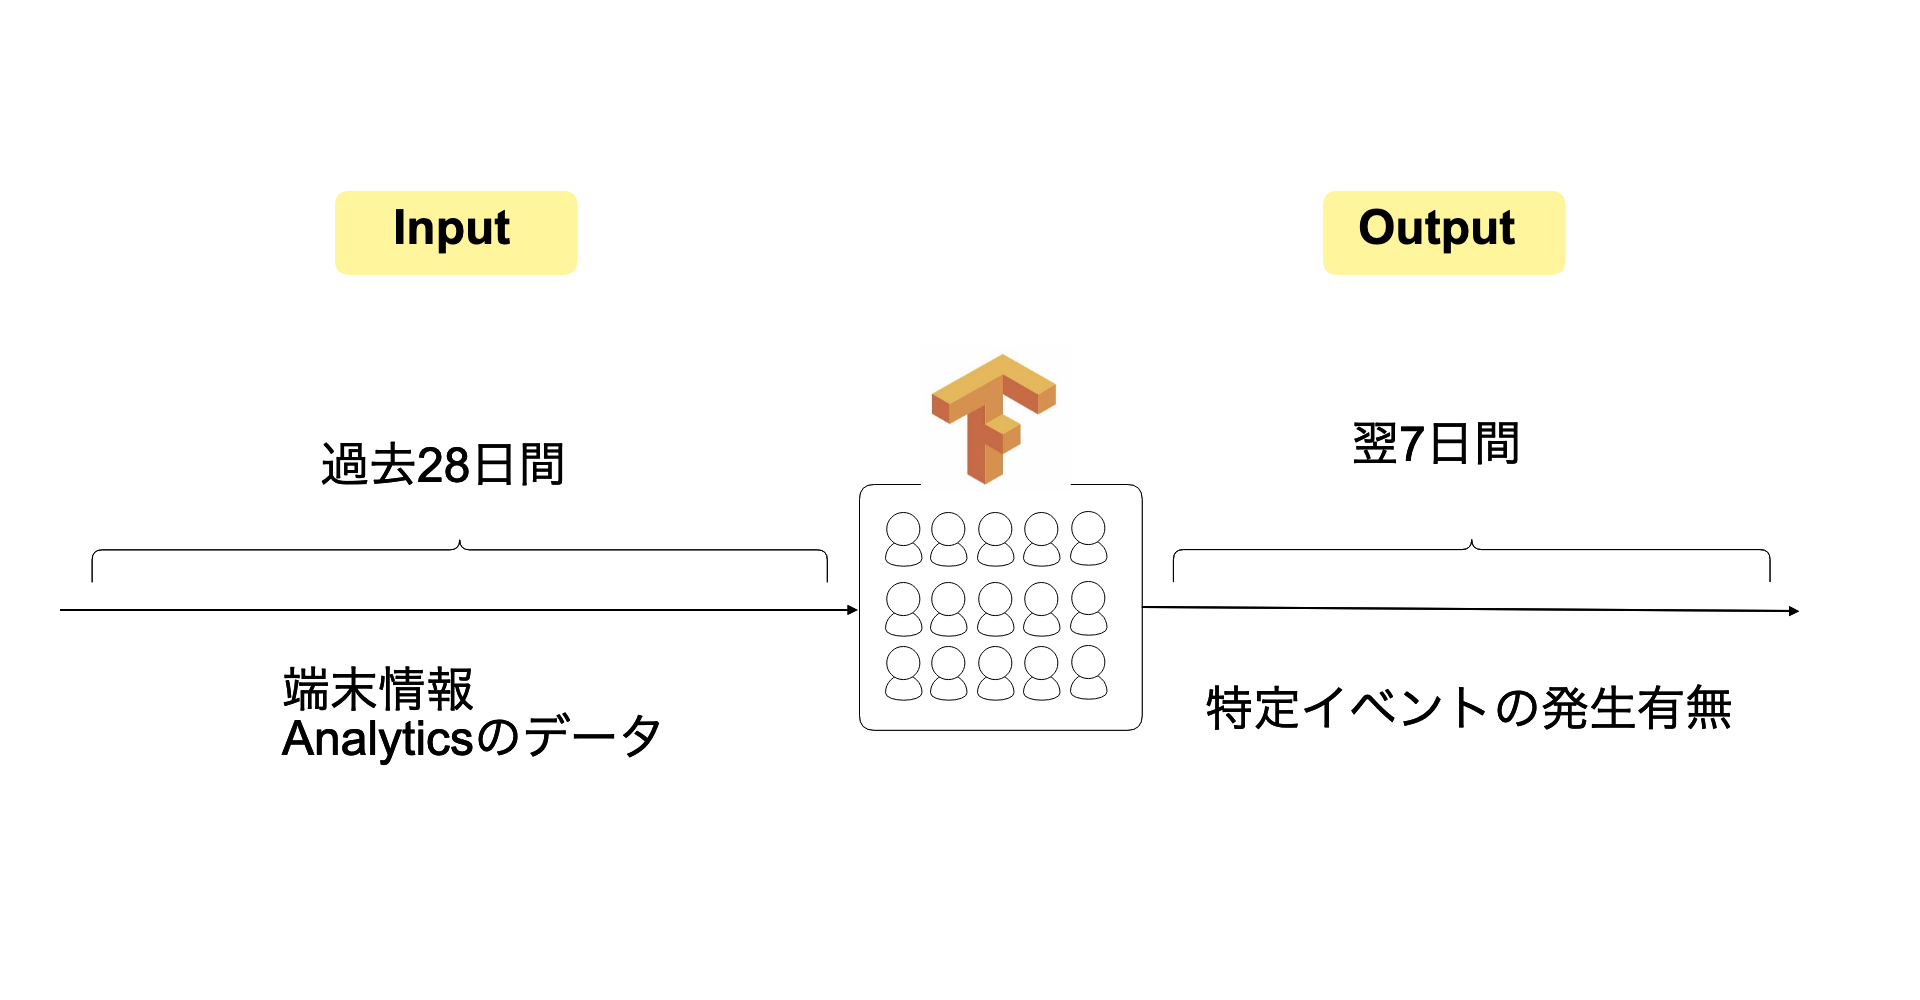 Input
Output
過去28日間
翌7日間
端末情報
Analyticsのデータ
特定イベントの発生有無